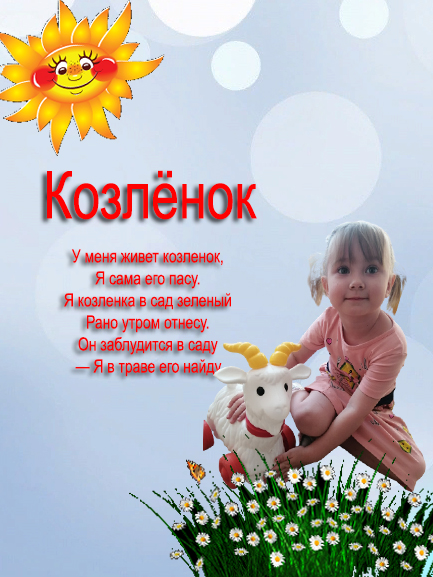 Козлёнок
У меня живет козленок,
Я сама его пасу.
Я козленка в сад зеленый
Рано утром отнесу.
Он заблудится в саду
— Я в траве его найду